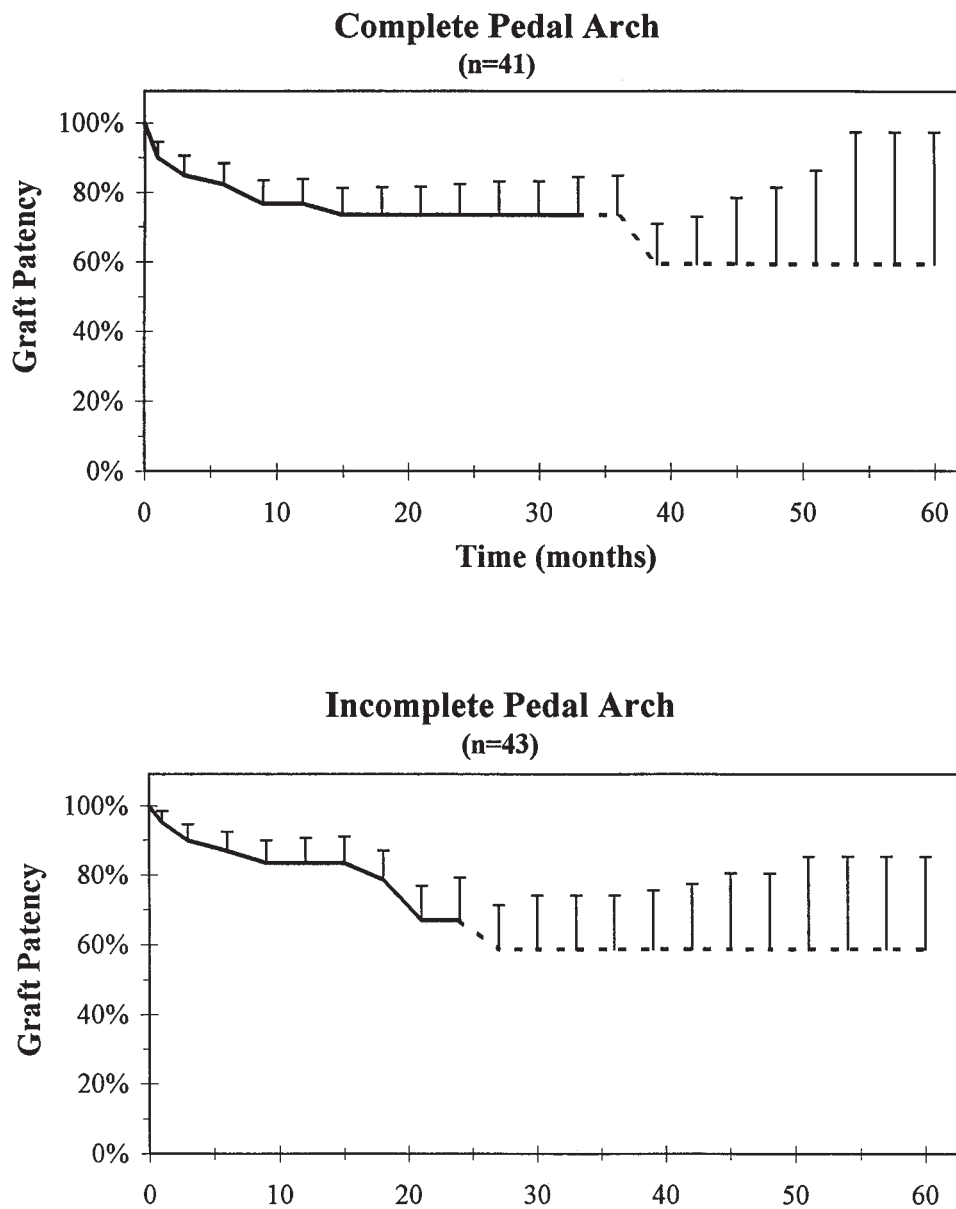 Complete Pedal Arch
(n=41)
Graft Patency
100%
80%
60%
40%
20%
0%
0 10 20 30 40 50 60
Time (months)
Incomplete Pedal Arch
(n=43)
Graft Patency
100%
80%
60%
40%
20%
0%
0 10 20 30 40 50 60